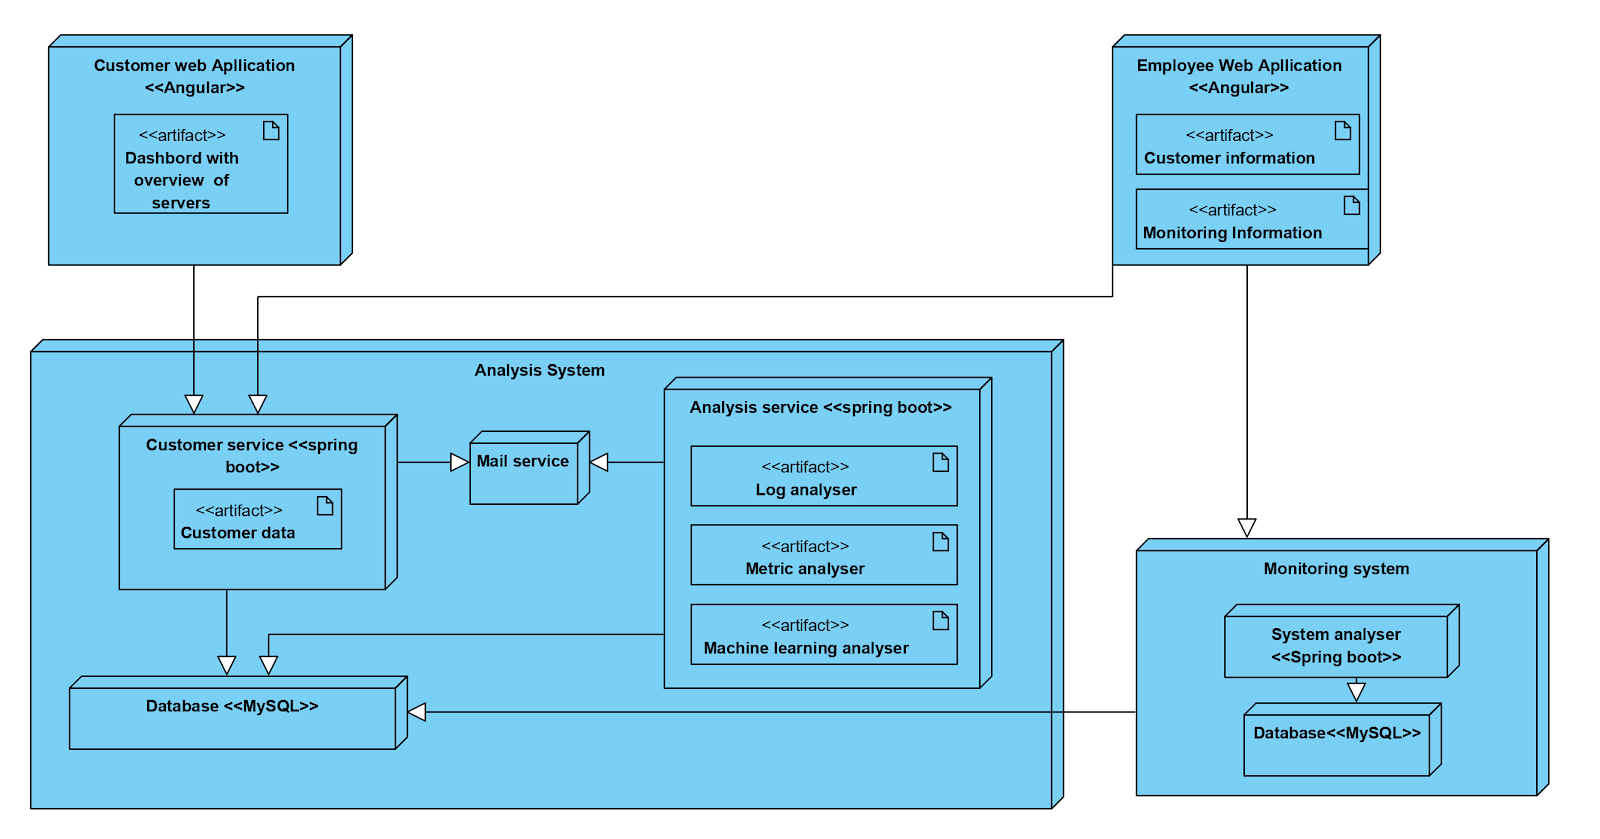 Customer web Apllication
<<Angular>>
<<artifact>>
Dashbord with
overview of
servers
Employee Web Apllication
<<Angular>>
<<artifact>>
Customer information
<<artifact>>
Monitoring Information
Analysis System
Customer service <<spring
boot>>
<<artifact>>
Customer data
Mail service
Analysis service <<spring boot>>
<<artifact>>
Log analyser
<<artifact>>
Metric analyser
<<artifact>>
Machine learning analyser
Database <<MySQL>>
Monitoring system
System analyser
<<Spring boot>>
Database<<MySQL>>